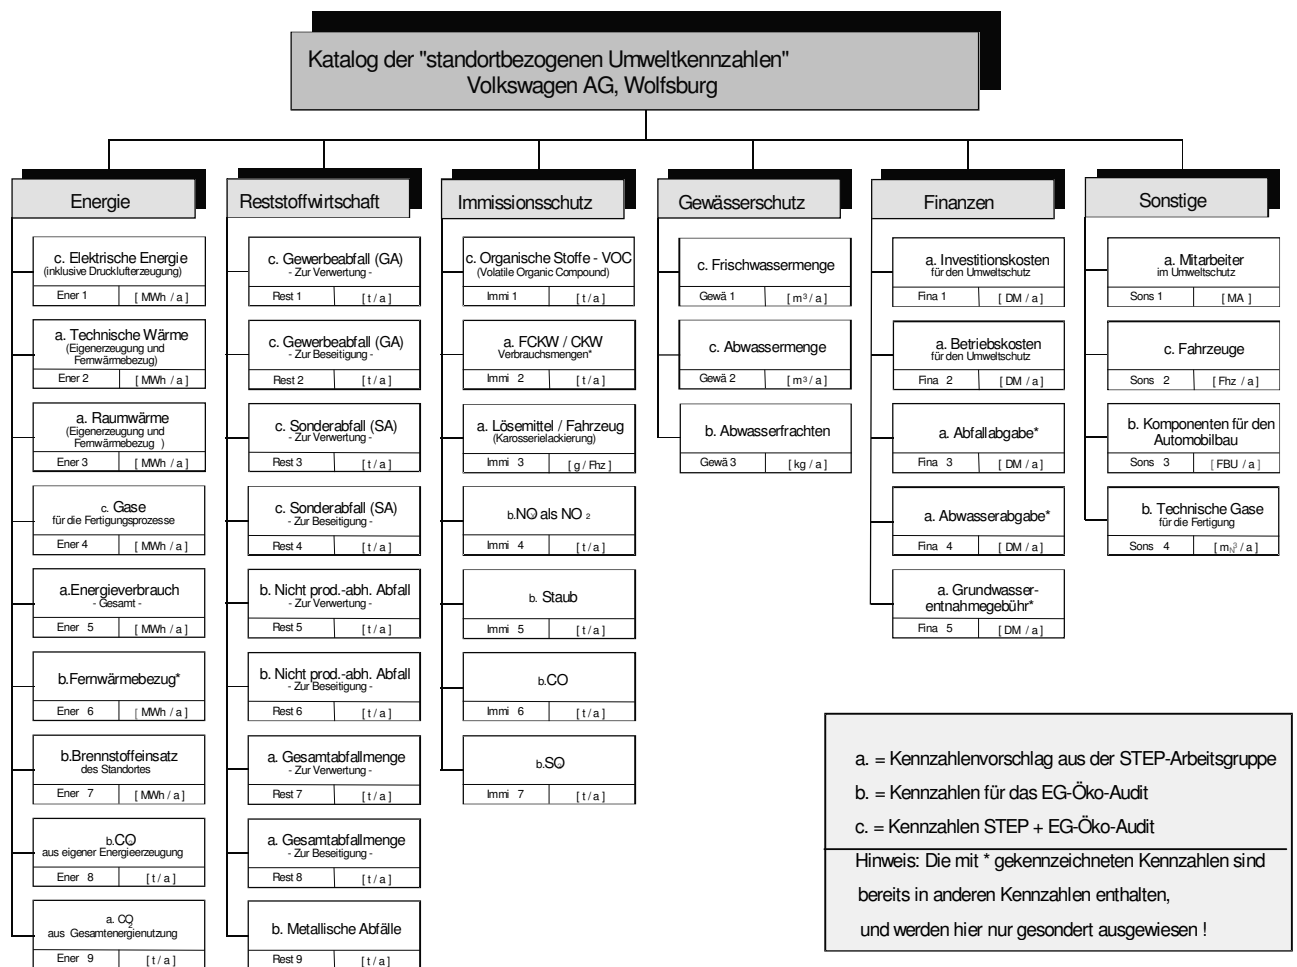 Katalog der "standortbezogenen Umweltkennzahlen"
Volkswagen AG, Wolfsburg
Energie
c. Elektrische Energie
(inklusive Drucklufterzeugung)
Ener 1 [ MWh / a ]
a. Technische Wärme
(Eigenerzeugung und
Fernwärmebezug)
Ener 2 [ MWh / a ]
a. Raumwärme
(Eigenerzeugung und
Fernwärmebezug )
Ener 3 [ MWh / a ]
c. Gase
für die Fertigungsprozesse
Ener 4 [ MWh / a ]
a.Energieverbrauch
- Gesamt -
Ener 5 [ MWh / a ]
b.Fernwärmebezug*
Ener 6 [ MWh / a ]
b.Brennstoffeinsatz
des Standortes
Ener 7 [ MWh / a ]
b.CO
aus eigener Energieerzeugung
Ener 8 [ t / a ]
a. CO2
aus Gesamtenergienutzung
Ener 9 [ t / a ]
Reststoffwirtschaft
c. Gewerbeabfall (GA)
- Zur Verwertung -
Rest 1 [ t / a ]
c. Gewerbeabfall (GA)
- Zur Beseitigung -
Rest 2 [ t / a ]
c. Sonderabfall (SA)
- Zur Verwertung -
Rest 3 [ t / a ]
c. Sonderabfall (SA)
- Zur Beseitigung -
Rest 4 [ t / a ]
b. Nicht prod.-abh. Abfall
- Zur Verwertung -
Rest 5 [ t / a ]
b. Nicht prod.-abh. Abfall
- Zur Beseitigung -
Rest 6 [ t / a ]
a. Gesamtabfallmenge
- Zur Verwertung -
Rest 7 [ t / a ]
a. Gesamtabfallmenge
- Zur Beseitigung -
Rest 8 [ t / a ]
b. Metallische Abfälle
Rest 9 [ t / a ]
Immissionsschutz
c. Organische Stoffe - VOC
(Volatile Organic Compound)
Immi 1 [ t / a ]
a. FCKW / CKW
Verbrauchsmengen*
Immi 2 [ t / a ]
a. Lösemittel / Fahrzeug
(Karosserielackierung)
Immi 3 [ g / Fhz ]
b.NO als NO 2
Immi 4 [ t / a ]
b. Staub
Immi 5 [ t / a ]
b.CO
Immi 6 [ t / a ]
b.SO
Immi 7 [ t / a ]
Gewässerschutz
c. Frischwassermenge
Gewä 1 [ m³ / a ]
c. Abwassermenge
Gewä 2 [ m³ / a ]
b. Abwasserfrachten
Gewä 3 [ kg / a ]
Finanzen
a. Investitionskosten
für den Umweltschutz
Fina 1 [ DM / a ]
a. Betriebskosten
für den Umweltschutz
Fina 2 [ DM / a ]
a. Abfallabgabe*
Fina 3 [ DM / a ]
a. Abwasserabgabe*
Fina 4 [ DM / a ]
a. Grundwasser-
entnahmegebühr*
Fina 5 [ DM / a ]
Sonstige
a. Mitarbeiter
im Umweltschutz
Sons 1 [ MA ]
c. Fahrzeuge
Sons 2 [ Fhz / a ]
b. Komponenten für den
Automobilbau
Sons 3 [ FBU / a ]
b. Technische Gase
für die Fertigung
Sons 4 [ mN³ / a ]
a. = Kennzahlenvorschlag aus der STEP-Arbeitsgruppe
b. = Kennzahlen für das EG-Öko-Audit
c. = Kennzahlen STEP + EG-Öko-Audit
Hinweis: Die mit * gekennzeichneten Kennzahlen sind
bereits in anderen Kennzahlen enthalten,
und werden hier nur gesondert ausgewiesen !